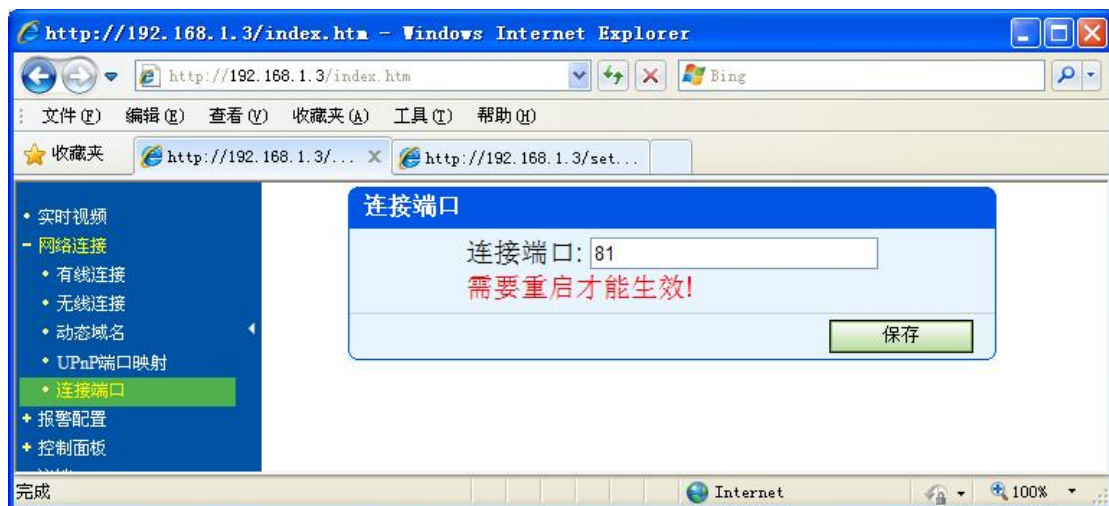 http://192.168.1.3/index.htm - Windows Internet Explorer
http://192.168.1.3/index.htm
Bing
文件(F) 编辑(E) 查看(V) 收藏夹(A) 工具(T) 帮助(H)
收藏夹 http://192.168.1.3/... http://192.168.1.3/set...
实时视频
网络连接
有线连接
无线连接
动态域名
UPnP端口映射
连接端口
报警配置
控制面板
连接端口
连接端口: 81
需要重启才能生效!
保存
完成 Internet 100%